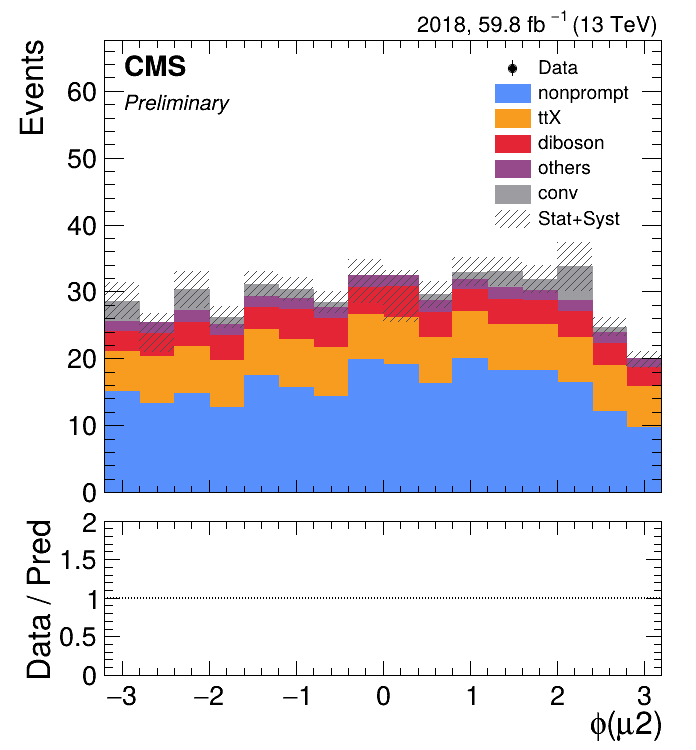 2018, 59.8 fb⁻¹ (13 TeV)
CMS
Preliminary
Events
60
50
40
30
20
10
0
Data
nonprompt
ttX
diboson
others
conv
Stat+Syst
Data / Pred
2
1.5
1
0.5
0
−3 −2 −1 0 1 2 3
ϕ(μ2)